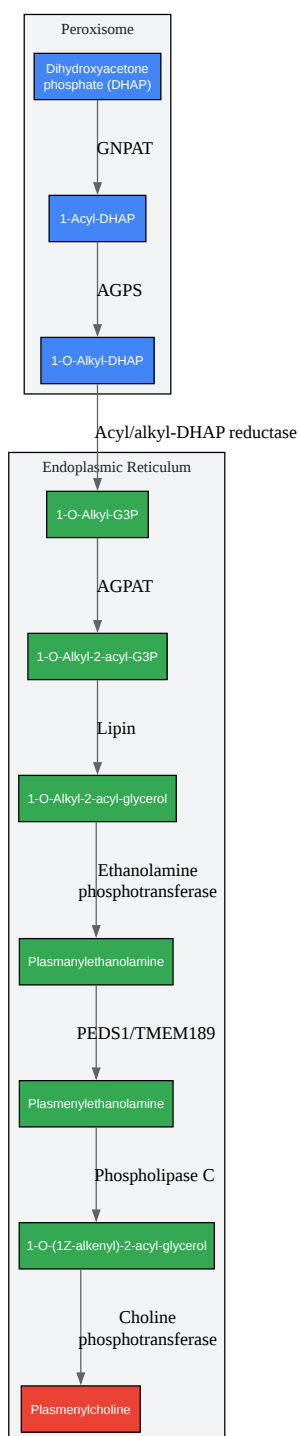 Peroxisome
Dihydroxyacetone
phosphate (DHAP)
GNPAT
1-Acyl-DHAP
AGPS
1-O-Alkyl-DHAP
Acyl/alkyl-DHAP reductase
Endoplasmic Reticulum
1-O-Alkyl-G3P
AGPAT
1-O-Alkyl-2-acyl-G3P
Lipin
1-O-Alkyl-2-acyl-glycerol
Ethanolamine
phosphotransferase
Plasmanylethanolamine
PEDS1/TMEM189
Plasmenylethanolamine
Phospholipase C
1-O-(1Z-alkenyl)-2-acyl-glycerol
Choline
phosphotransferase
Plasmenylcholine